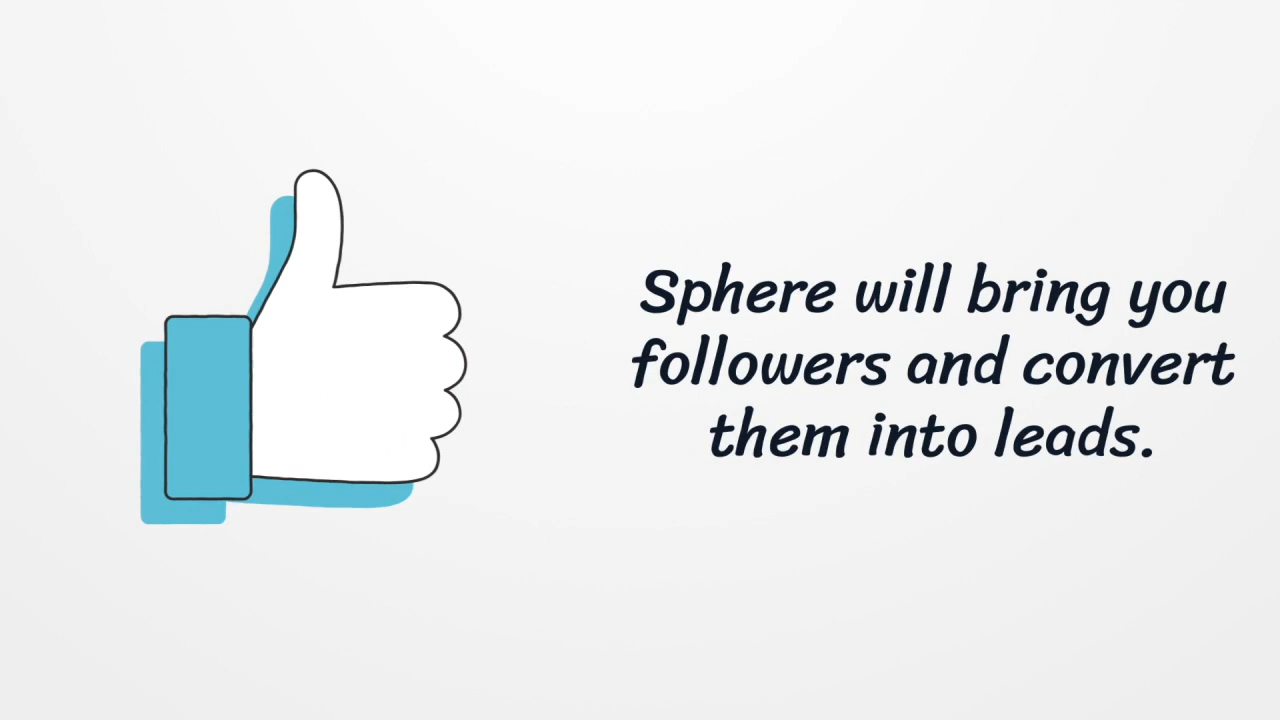 Sphere will bring you
followers and convert
them into leads.